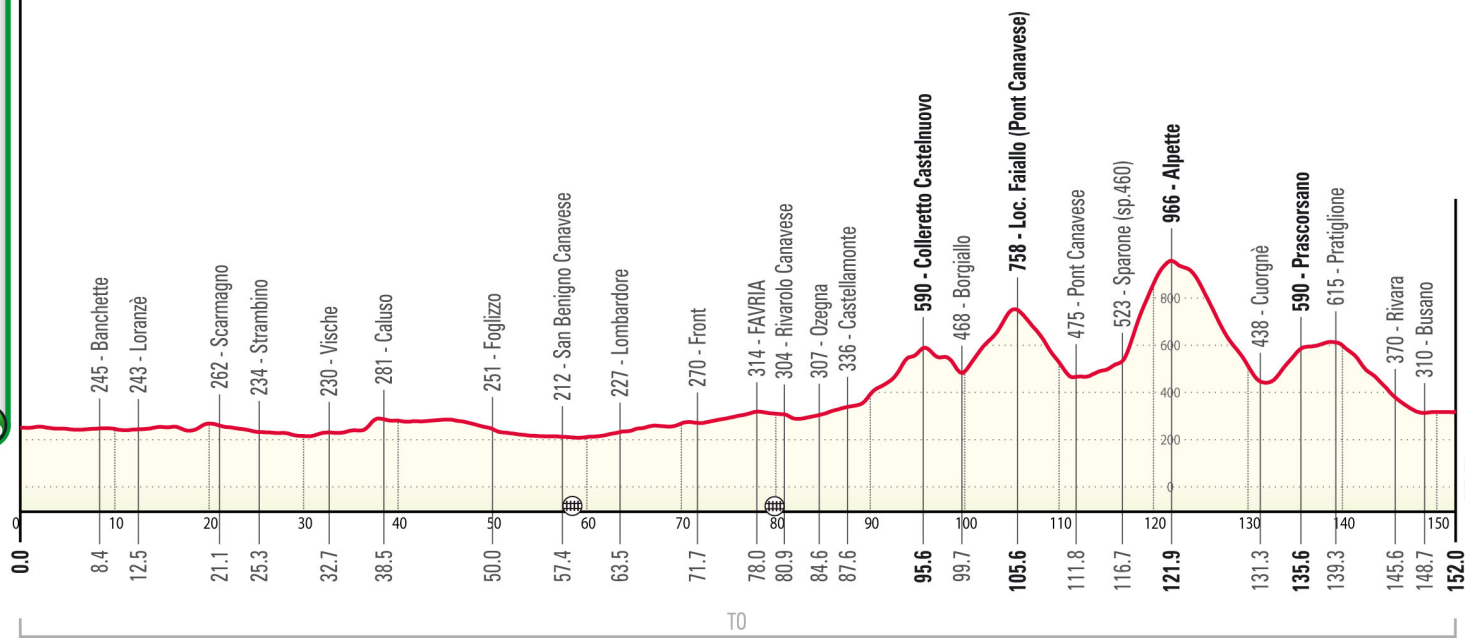 245 - Banchette
243 - Loranzè
262 - Scarmagno
234 - Strambino
230 - Vische
281 - Caluso
251 - Foglizzo
212 - San Benigno Canavese
227 - Lombardore
270 - Front
314 - FAVRIA
304 - Rivarolo Canavese
307 - Ozegna
336 - Castellamonte
590 - Colleretto Castelnuovo
468 - Borgiallo
758 - Loc. Faiallo (Pont Canavese)
475 - Pont Canavese
523 - Sparone (sp.460)
966 - Alpette
438 - Cuorgnè
590 - Prascorsano
615 - Pratiglione
370 - Rivara
310 - Busano
800
600
400
200
0
0 10 20 30 40 50 60 70 80 90 100 110 120 130 140 150
0.0 8.4 12.5 21.1 25.3 32.7 38.5 50.0 57.4 63.5 71.7 78.0 80.9 84.6 87.6 95.6 99.7 105.6 111.8 116.7 121.9 131.3 135.6 139.3 145.6 148.7 152.0
TO